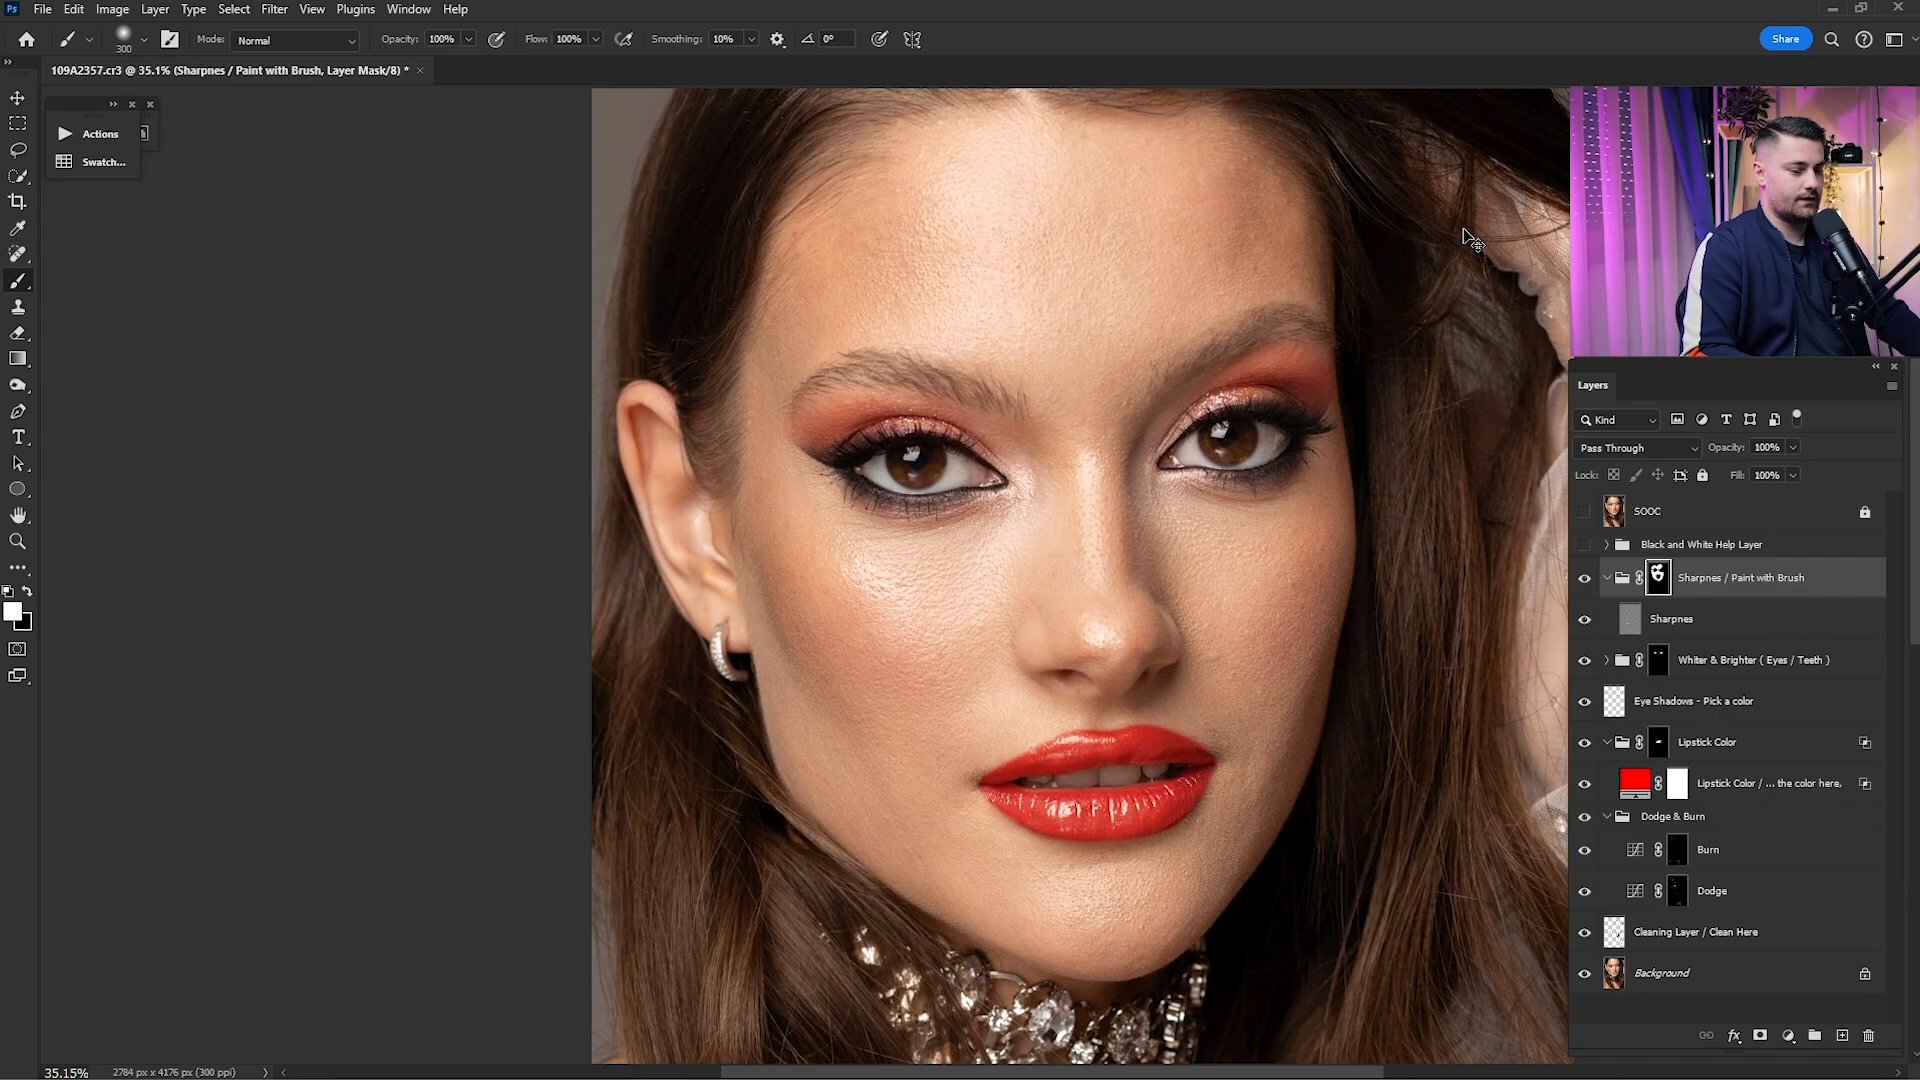 Ps File Edit Image Layer Type Select Filter View Plugins Window Help
300 Mode: Normal Opacity: 100% Flow: 100% Smoothing: 10% 0° Share
109A2357.cr3 @ 35.1% (Sharpnes / Paint with Brush, Layer Mask/8) * ×
Actions
Swatch...
Layers
Kind
Pass Through Opacity: 100%
Lock: Fill: 100%
SOOC
Black and White Help Layer
Sharpnes / Paint with Brush
Sharpnes
Whiter & Brighter ( Eyes / Teeth )
Eye Shadows - Pick a color
Lipstick Color
Lipstick Color / ... the color here,
Dodge & Burn
Burn
Dodge
Cleaning Layer / Clean Here
Background
fx
35.15% 2784 px x 4176 px (300 ppi)